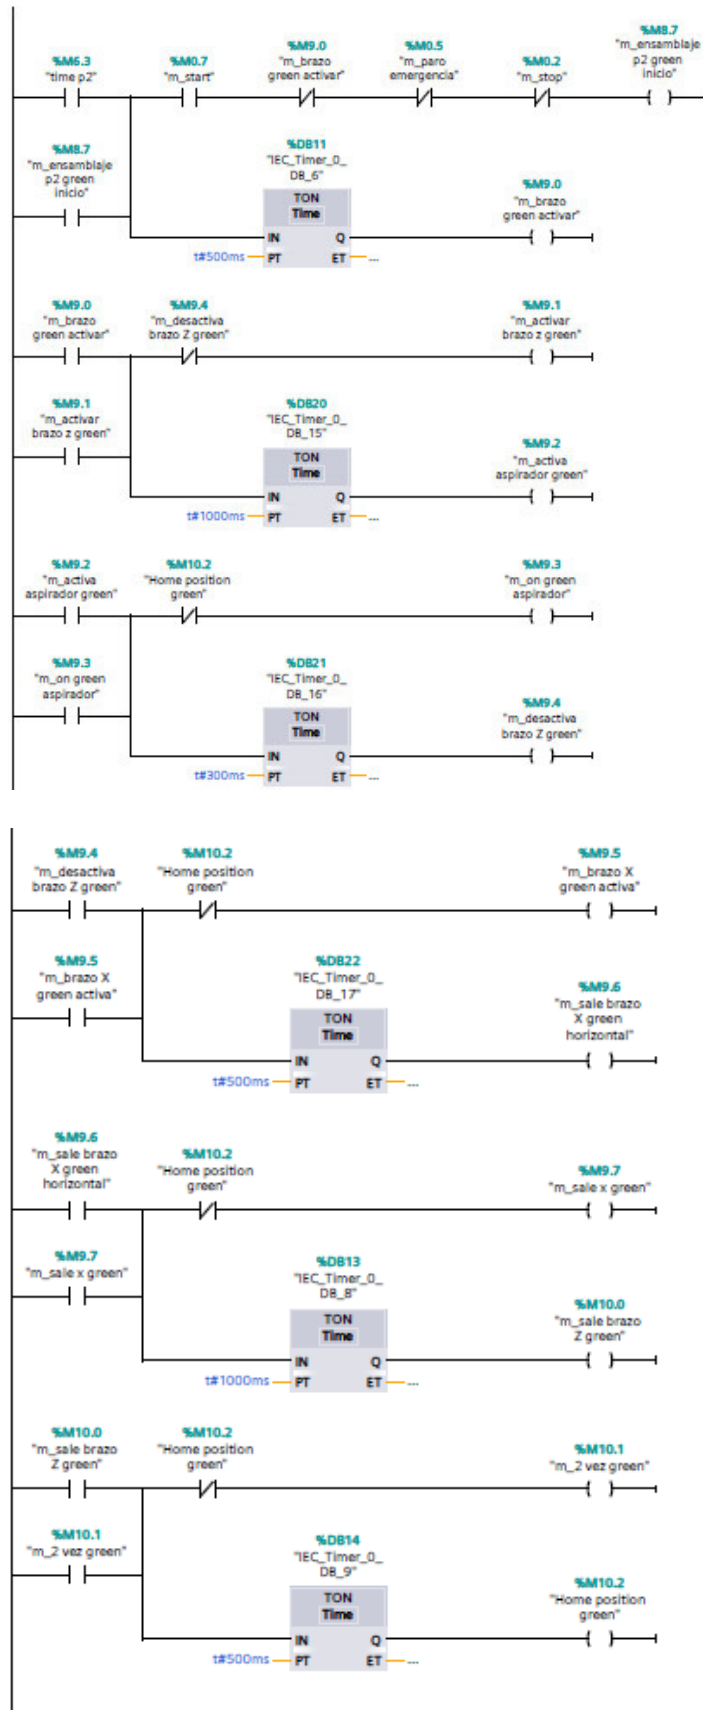 %M8.7
"m_ensamblaje
p2 green
inicio"
%M6.3
"time p2"
%M0.7
"m_start"
%M9.0
"m_brazo
green activar"
%M0.5
"m_paro
emergencia"
%M0.2
"m_stop"
%M8.7
"m_ensamblaje
p2 green
inicio"
%DB11
"IEC_Timer_0_
DB_6"
TON
Time
IN Q
t#500ms PT ET ...
%M9.0
"m_brazo
green activar"
%M9.0
"m_brazo
green activar"
%M9.4
"m_desactiva
brazo Z green"
%M9.1
"m_activar
brazo z green"
%M9.1
"m_activar
brazo z green"
%DB20
"IEC_Timer_0_
DB_15"
TON
Time
IN Q
t#1000ms PT ET ...
%M9.2
"m_activa
aspirador green"
%M9.2
"m_activa
aspirador green"
%M10.2
"Home position
green"
%M9.3
"m_on green
aspirador"
%M9.3
"m_on green
aspirador"
%DB21
"IEC_Timer_0_
DB_16"
TON
Time
IN Q
t#300ms PT ET ...
%M9.4
"m_desactiva
brazo Z green"
%M9.4
"m_desactiva
brazo Z green"
%M10.2
"Home position
green"
%M9.5
"m_brazo X
green activa"
%M9.5
"m_brazo X
green activa"
%DB22
"IEC_Timer_0_
DB_17"
TON
Time
IN Q
t#500ms PT ET ...
%M9.6
"m_sale brazo
X green
horizontal"
%M9.6
"m_sale brazo
X green
horizontal"
%M10.2
"Home position
green"
%M9.7
"m_sale x green"
%M9.7
"m_sale x green"
%DB13
"IEC_Timer_0_
DB_8"
TON
Time
IN Q
t#1000ms PT ET ...
%M10.0
"m_sale brazo
Z green"
%M10.0
"m_sale brazo
Z green"
%M10.2
"Home position
green"
%M10.1
"m_2 vez green"
%M10.1
"m_2 vez green"
%DB14
"IEC_Timer_0_
DB_9"
TON
Time
IN Q
t#500ms PT ET ...
%M10.2
"Home position
green"